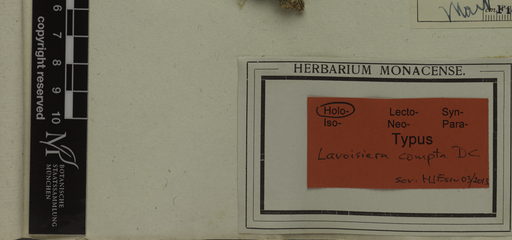 6
7
8
9
10
copyright reserved
BOTANISCHE
STAATSSAMMLUNG
MÜNCHEN
HERBARIUM MONACENSE.
Holo- Lecto- Syn-
Iso- Neo- Para-
Typus
Lavoisiera compta DC